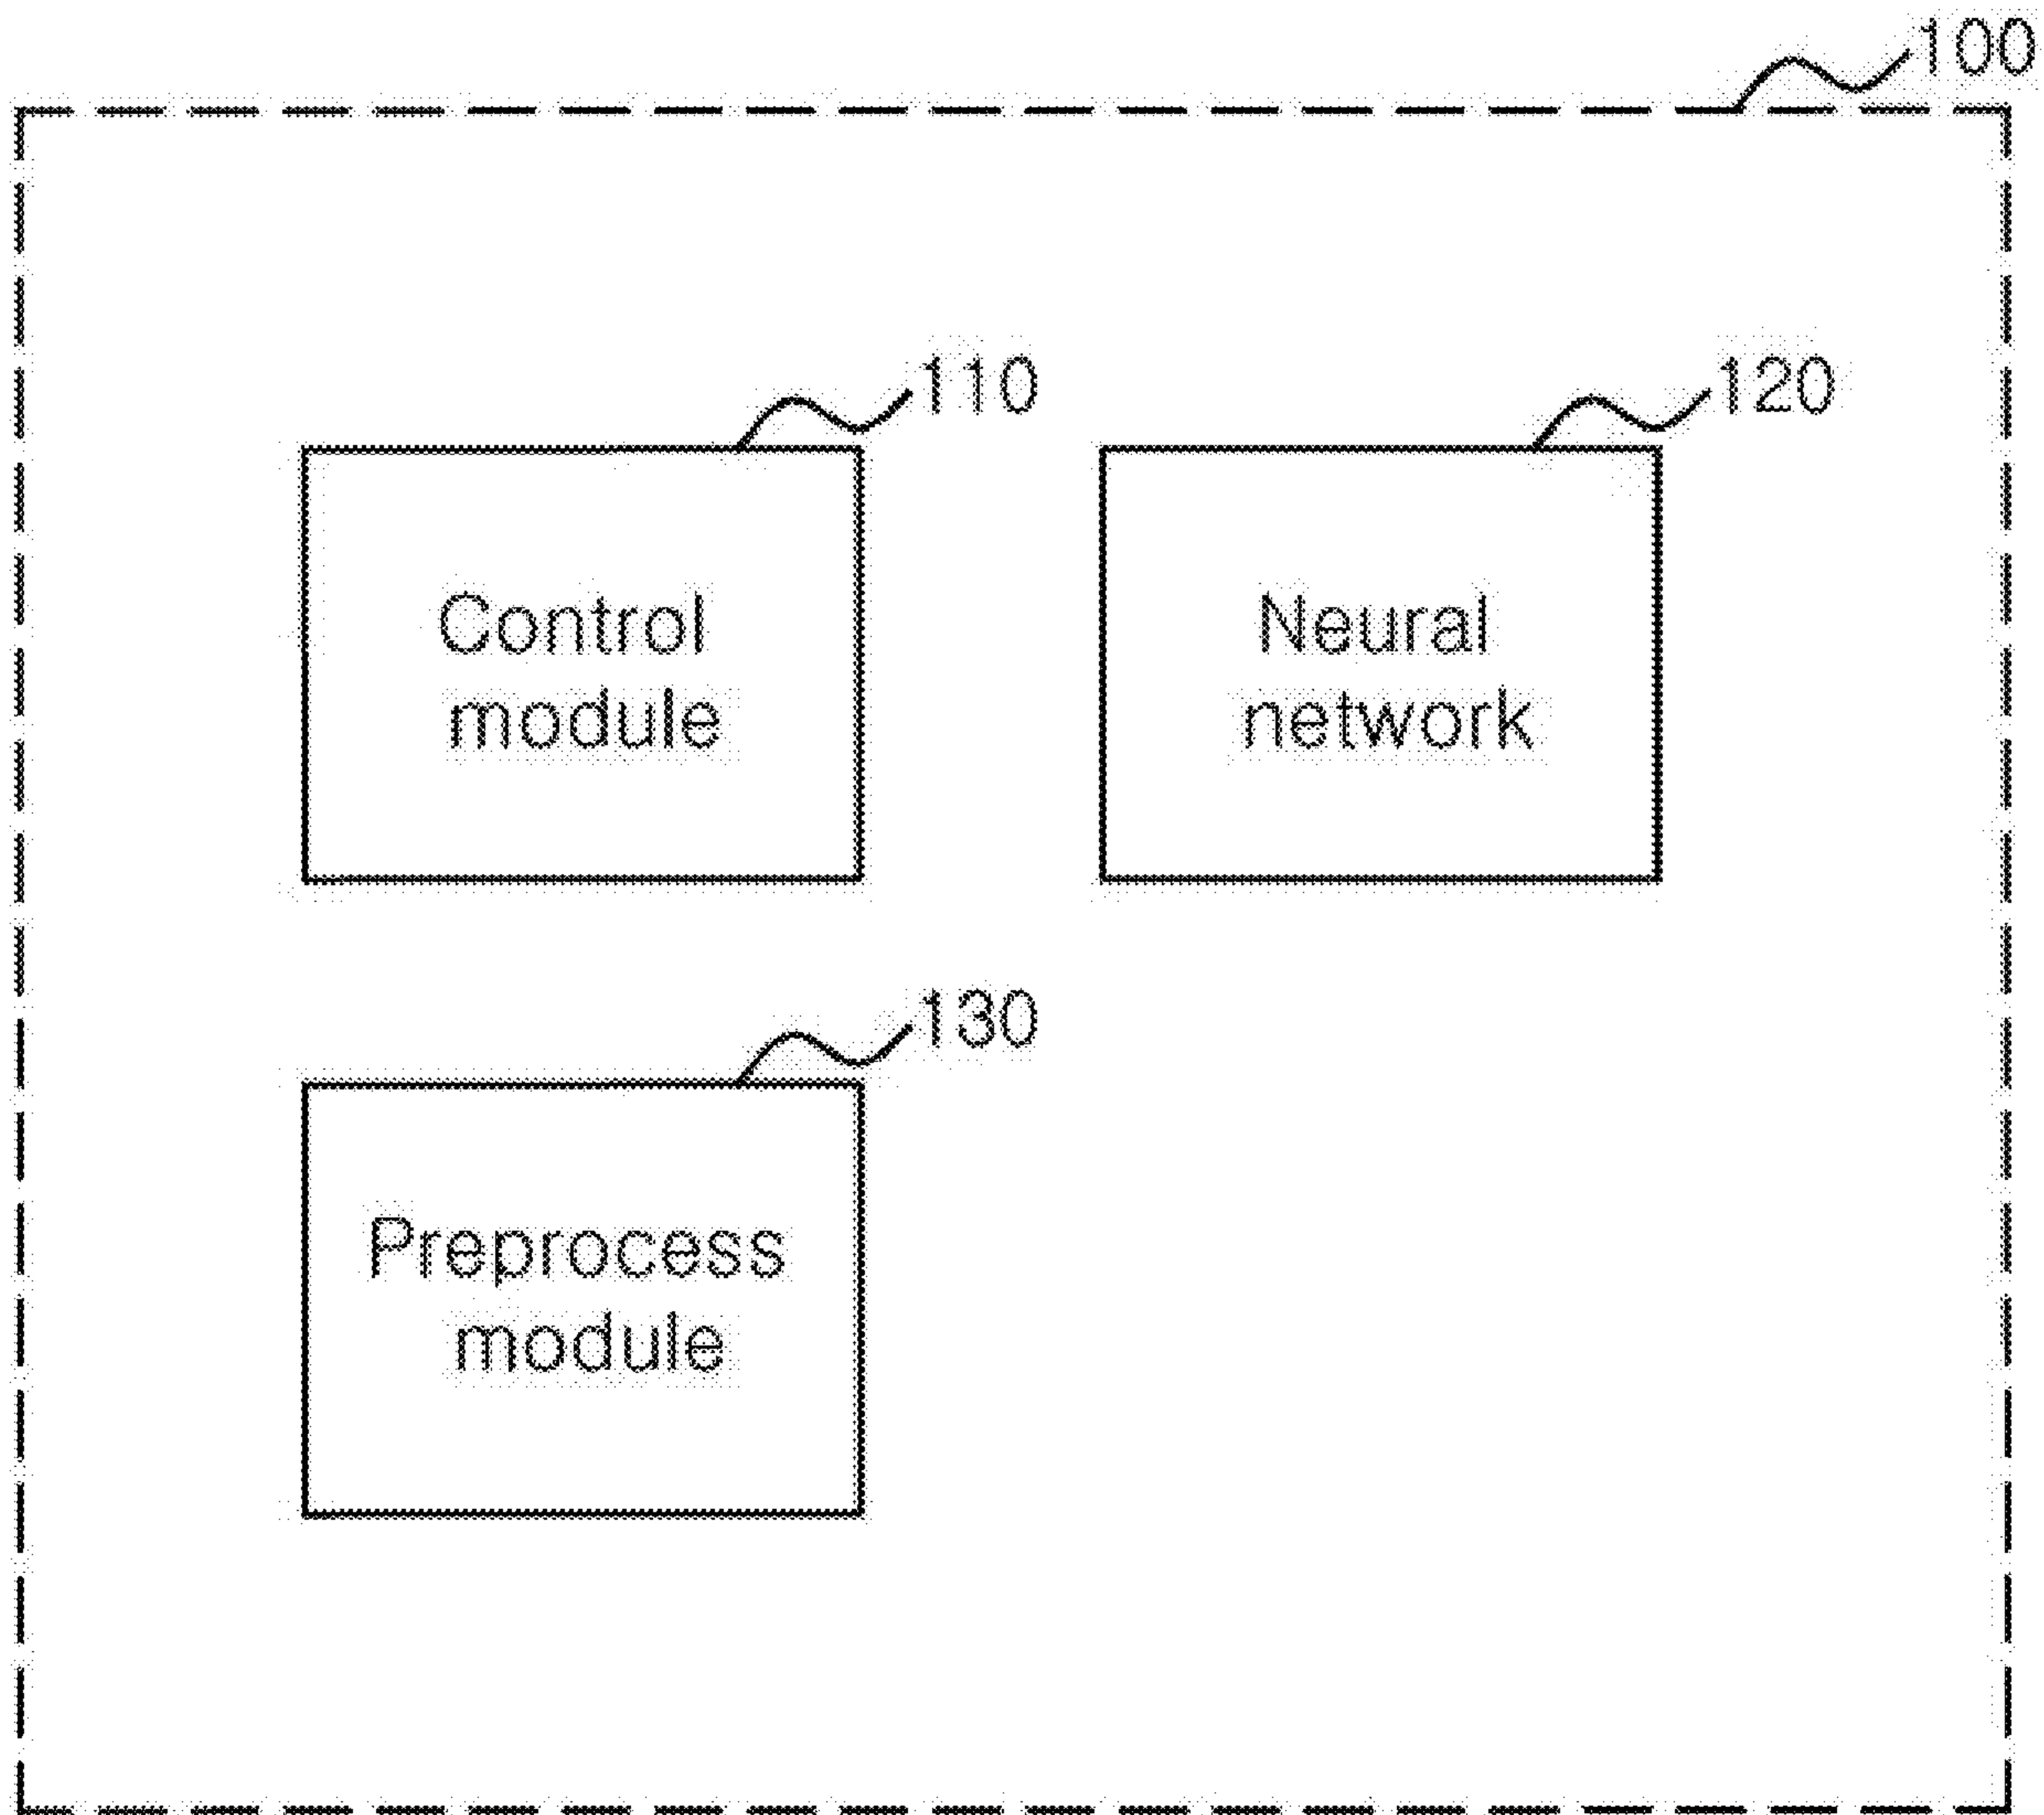 100
110
120
Control
module
Neural
network
130
Preprocess
module